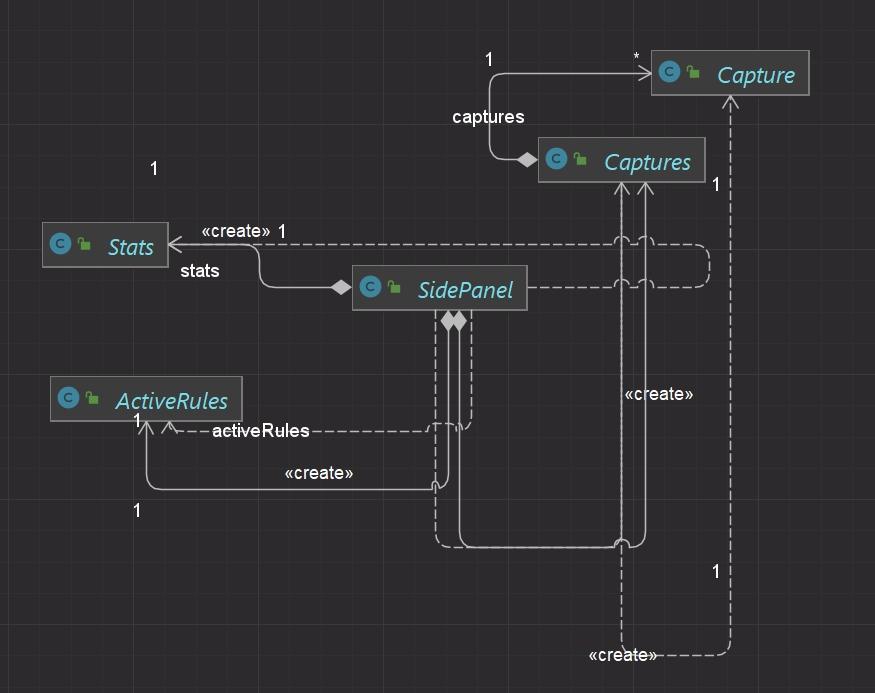 1
*
C Capture
captures
C Captures
1
1
«create» 1
C Stats
stats
C SidePanel
«create»
C ActiveRules
1
activeRules
«create»
1
1
«create»